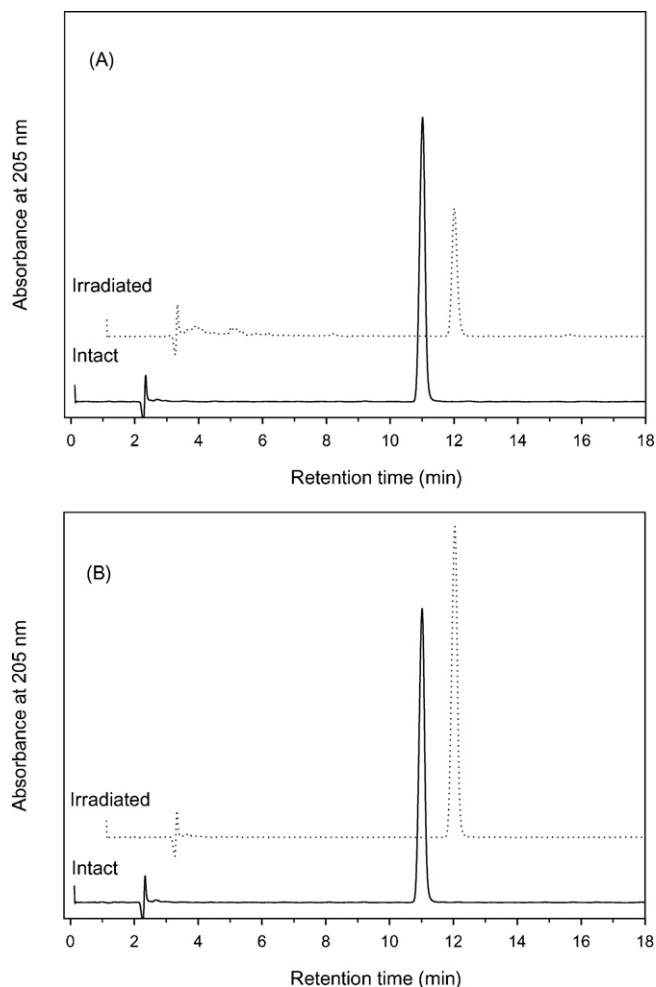 (A)
Absorbance at 205 nm
Irradiated
Intact
0 2 4 6 8 10 12 14 16 18
Retention time (min)
(B)
Absorbance at 205 nm
Irradiated
Intact
0 2 4 6 8 10 12 14 16 18
Retention time (min)